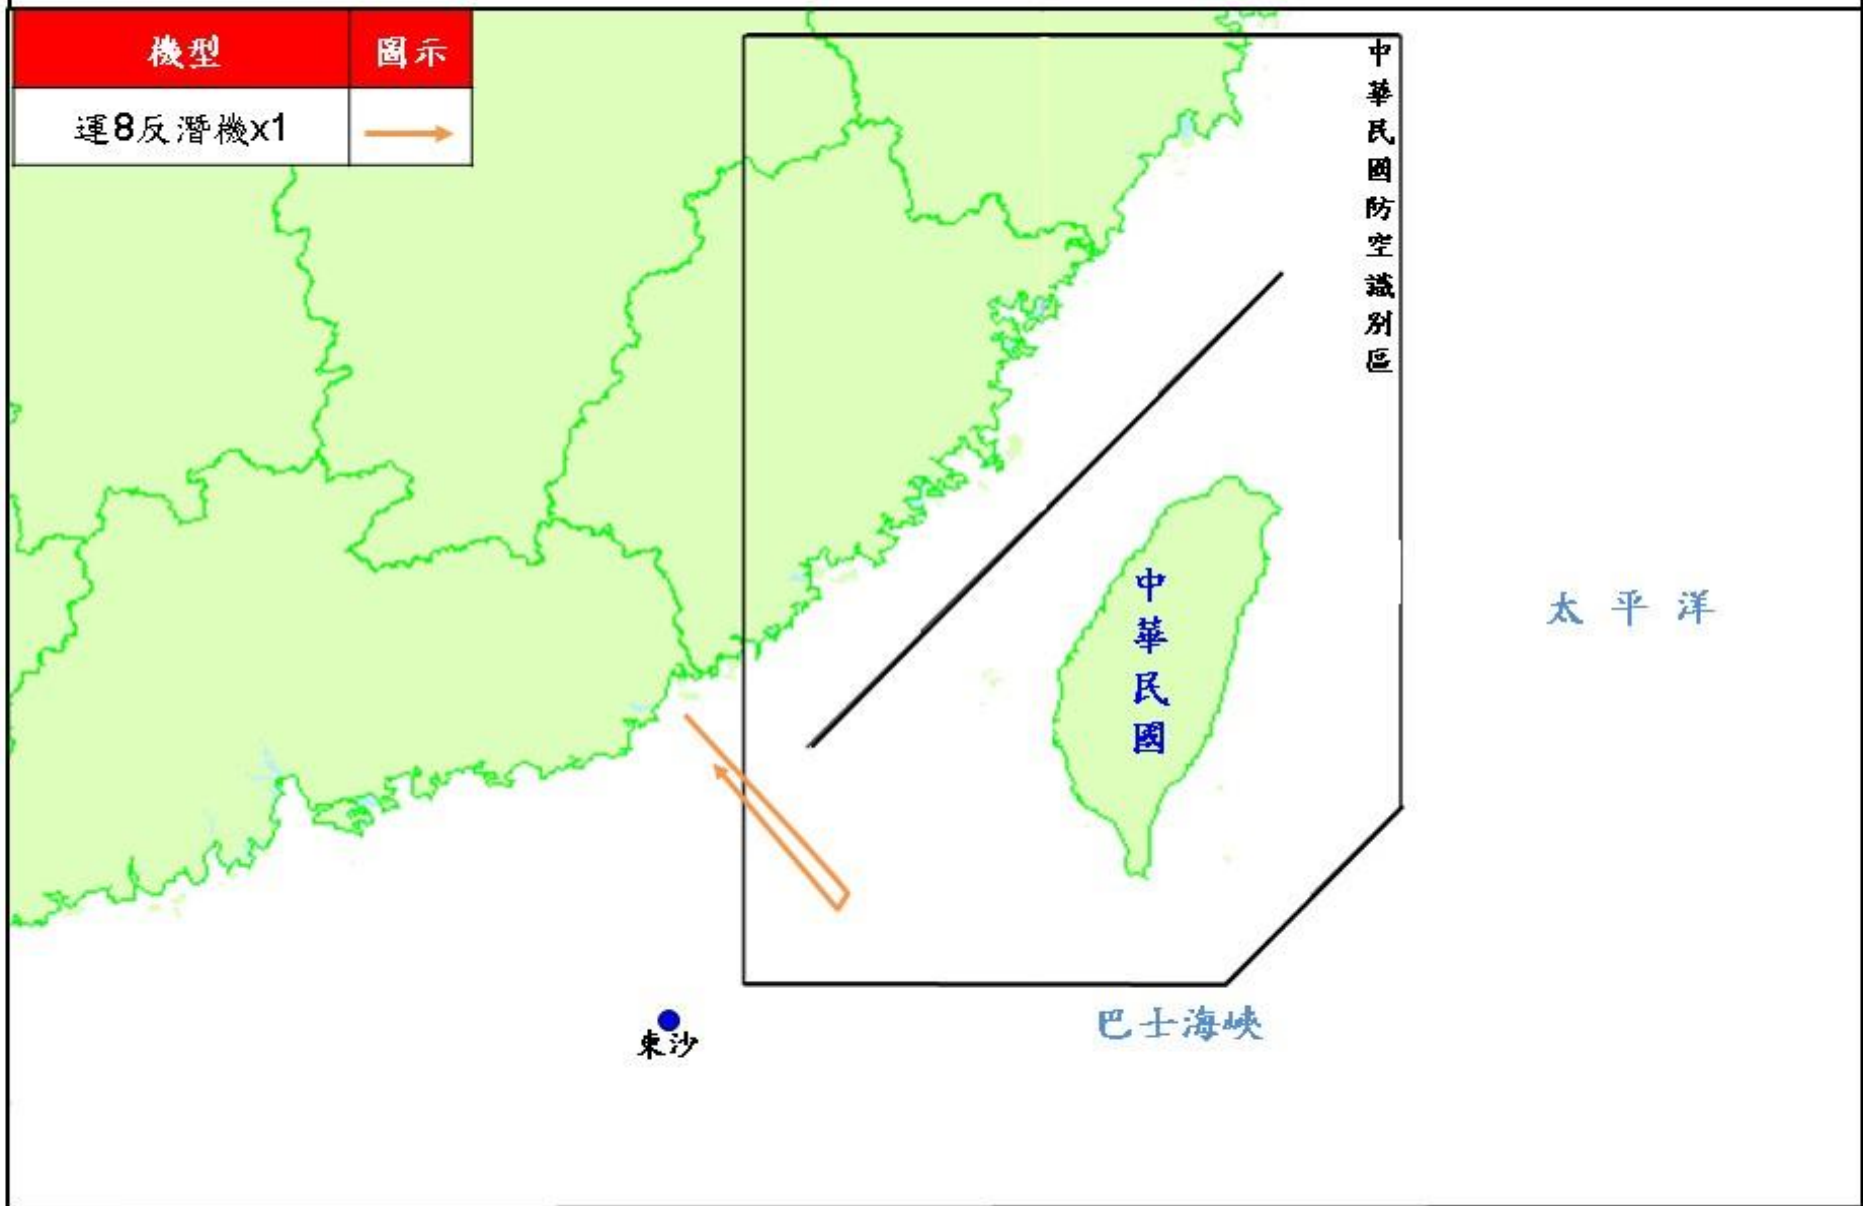 機型 圖示
運8反潛機x1
中華民國防空識別區
中華民國
太平洋
巴士海峽
東沙